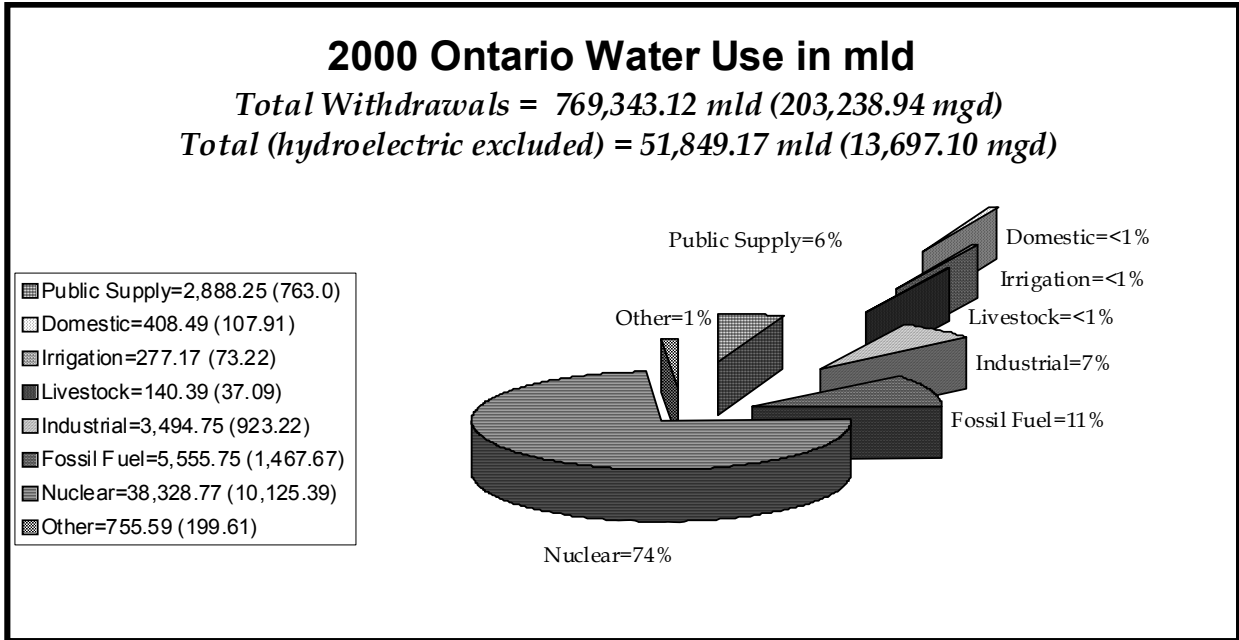 2000 Ontario Water Use in mld
Total Withdrawals = 769,343.12 mld (203,238.94 mgd)
Total (hydroelectric excluded) = 51,849.17 mld (13,697.10 mgd)
Public Supply=2,888.25 (763.0)
Domestic=408.49 (107.91)
Irrigation=277.17 (73.22)
Livestock=140.39 (37.09)
Industrial=3,494.75 (923.22)
Fossil Fuel=5,555.75 (1,467.67)
Nuclear=38,328.77 (10,125.39)
Other=755.59 (199.61)
Public Supply=6%
Domestic=<1%
Irrigation=<1%
Livestock=<1%
Other=1%
Industrial=7%
Fossil Fuel=11%
Nuclear=74%